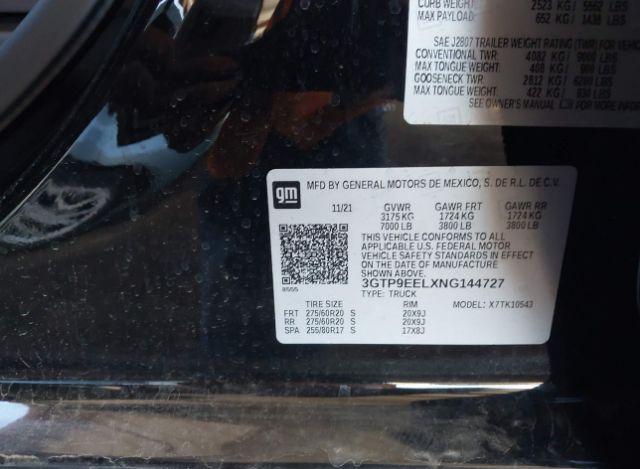 CURB WEIGHT: 2523 KG/ 5562 LBS
MAX PAYLOAD: 652 KG/ 1438 LBS
SAE J2807 TRAILER WEIGHT RATING (TWR) FOR VEHICLE
CONVENTIONAL TWR: 4082 KG/ 9000 LBS
MAX TONGUE WEIGHT: 408 KG/ 900 LBS
GOOSENECK TWR: 2812 KG/ 6200 LBS
MAX TONGUE WEIGHT: 422 KG/ 930 LBS
SEE OWNER'S MANUAL FOR MORE INFORM
gm MFD BY GENERAL MOTORS DE MEXICO, S. DE R.L. DE C.V.
11/21 GVWR GAWR FRT GAWR RR
3175 KG 1724 KG 1724 KG
7000 LB 3800 LB 3800 LB
THIS VEHICLE CONFORMS TO ALL
APPLICABLE U.S. FEDERAL MOTOR
VEHICLE SAFETY STANDARDS IN EFFECT
ON THE DATE OF MANUFACTURE SHOWN ABOVE.
8555 3GTP9EELXNG144727
TYPE: TRUCK MODEL: X7TK10543
TIRE SIZE RIM
FRT 275/60R20 S 20X9J
RR 275/60R20 S 20X9J
SPA 255/80R17 S 17X8J